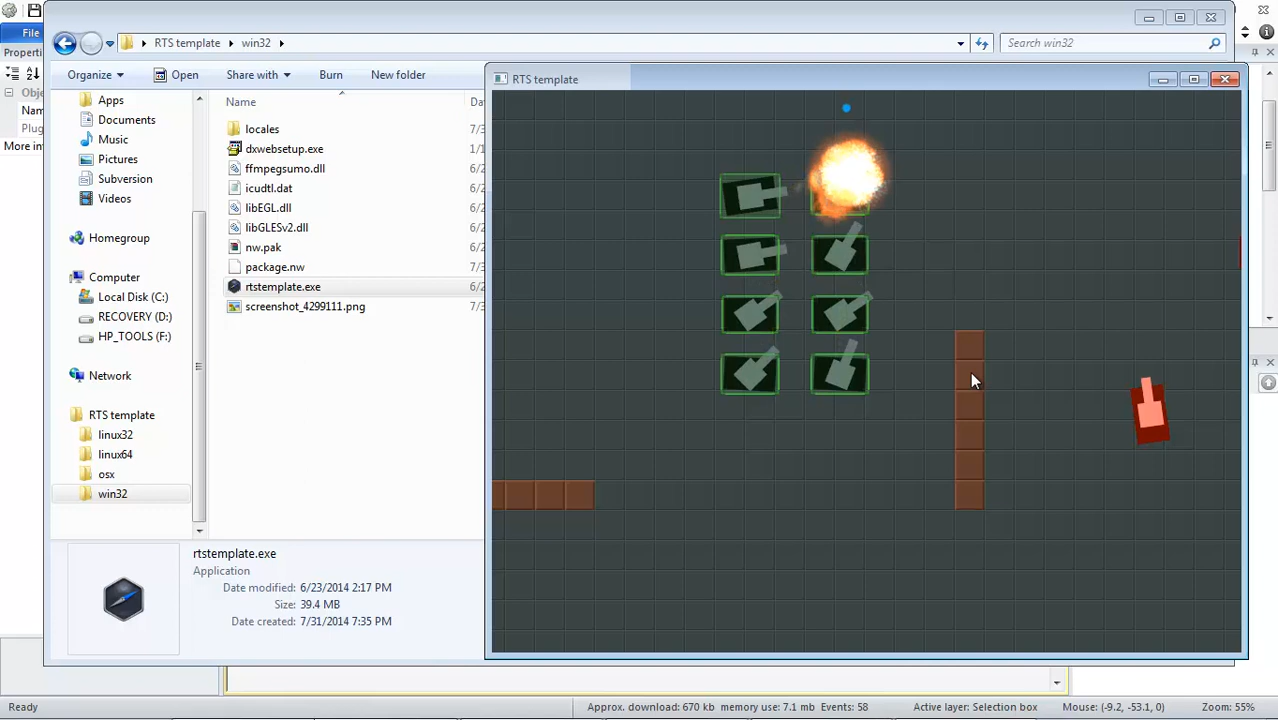 File
RTS template
win32
Search win32
Properti
Organize
Open
Share with
Burn
New folder
RTS template
Obje
Nam
Plug
More in
Apps
Documents
Music
Pictures
Subversion
Videos
Homegroup
Computer
Local Disk (C:)
RECOVERY (D:)
HP_TOOLS (F:)
Network
RTS template
linux32
linux64
osx
win32
Name
Da
locales
7/3
dxwebsetup.exe
1/1
ffmpegsumo.dll
6/2
icudtl.dat
6/2
libEGL.dll
6/2
libGLESv2.dll
6/2
nw.pak
6/2
package.nw
7/3
rtstemplate.exe
6/2
screenshot_4299111.png
7/3
rtstemplate.exe
Application
Date modified: 6/23/2014 2:17 PM
Size: 39.4 MB
Date created: 7/31/2014 7:35 PM
Ready
Approx. download: 670 kb
memory use: 7.1 mb
Events: 58
Active layer: Selection box
Mouse: (-9.2, -53.1, 0)
Zoom: 55%